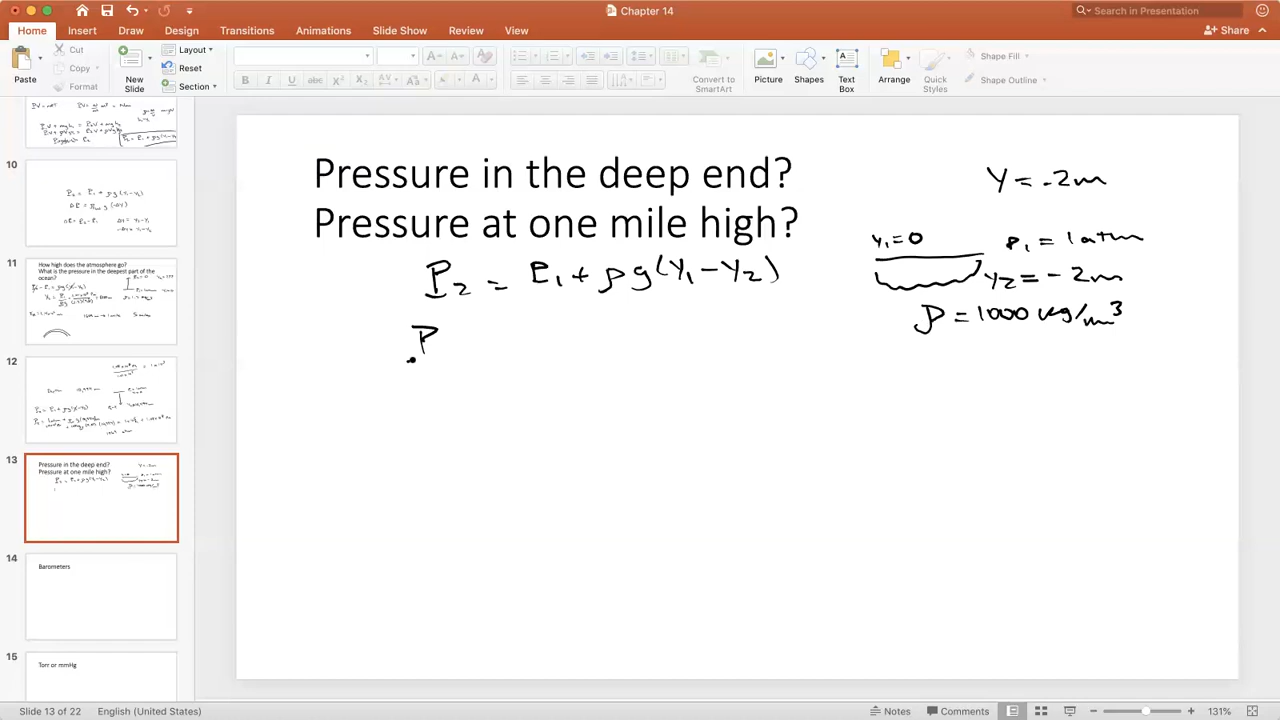 Chapter 14
Search in Presentation
Home Insert Draw Design Transitions Animations Slide Show Review View Share
Paste Cut Copy Format New Slide Layout Reset Section Convert to SmartArt Picture Shapes Text Box Arrange Quick Styles Shape Fill Shape Outline
10
11
How high does the atmosphere go?
What is the pressure in the deepest part of the ocean?
12
13
Pressure in the deep end?
Pressure at one mile high?
14
Barometers
15
Torr or mmHg
Pressure in the deep end?
Pressure at one mile high?
P₂ = P₁ + ρg(Y₁ - Y₂)
P
Y = -2m
Y₁ = 0 P₁ = 1 atm
Y₂ = - 2m
ρ = 1000 kg/m³
Slide 13 of 22 English (United States) Notes Comments 131%